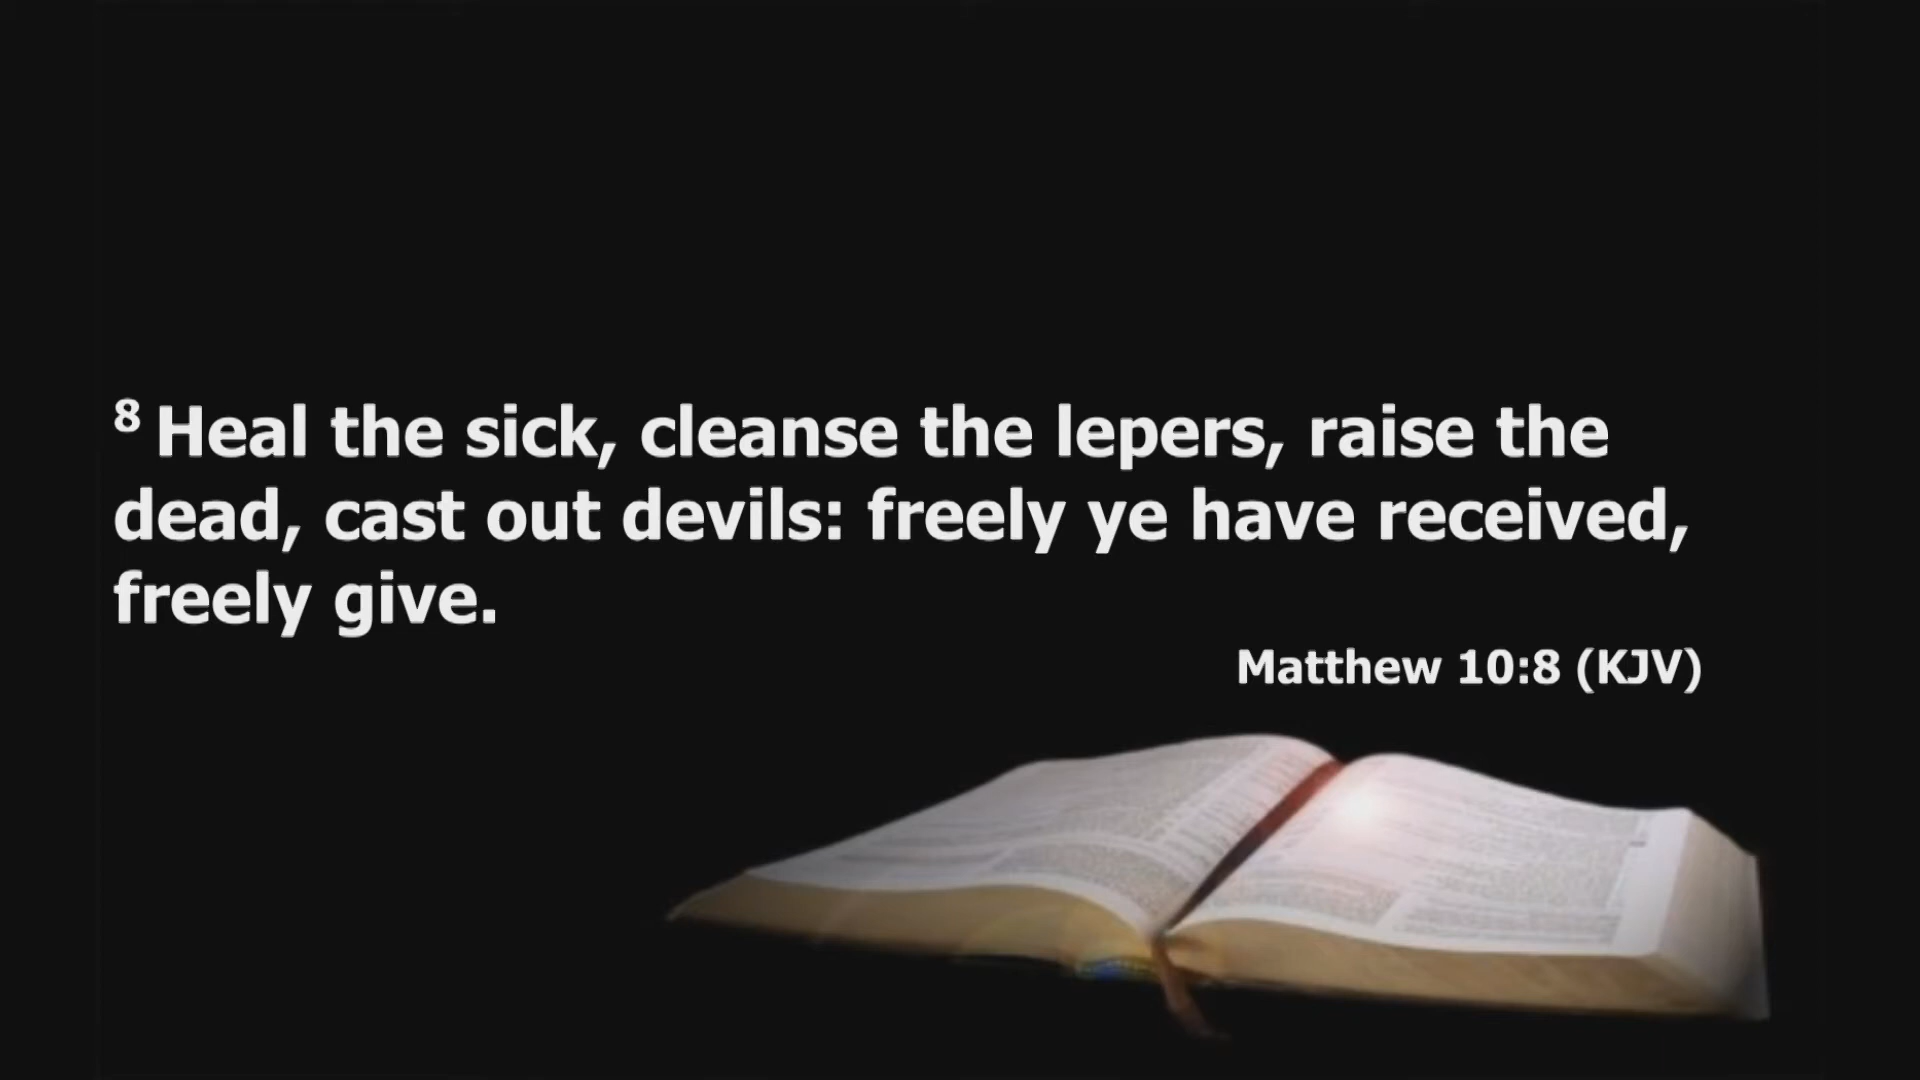 8 Heal the sick, cleanse the lepers, raise the
dead, cast out devils: freely ye have received,
freely give.
Matthew 10:8 (KJV)